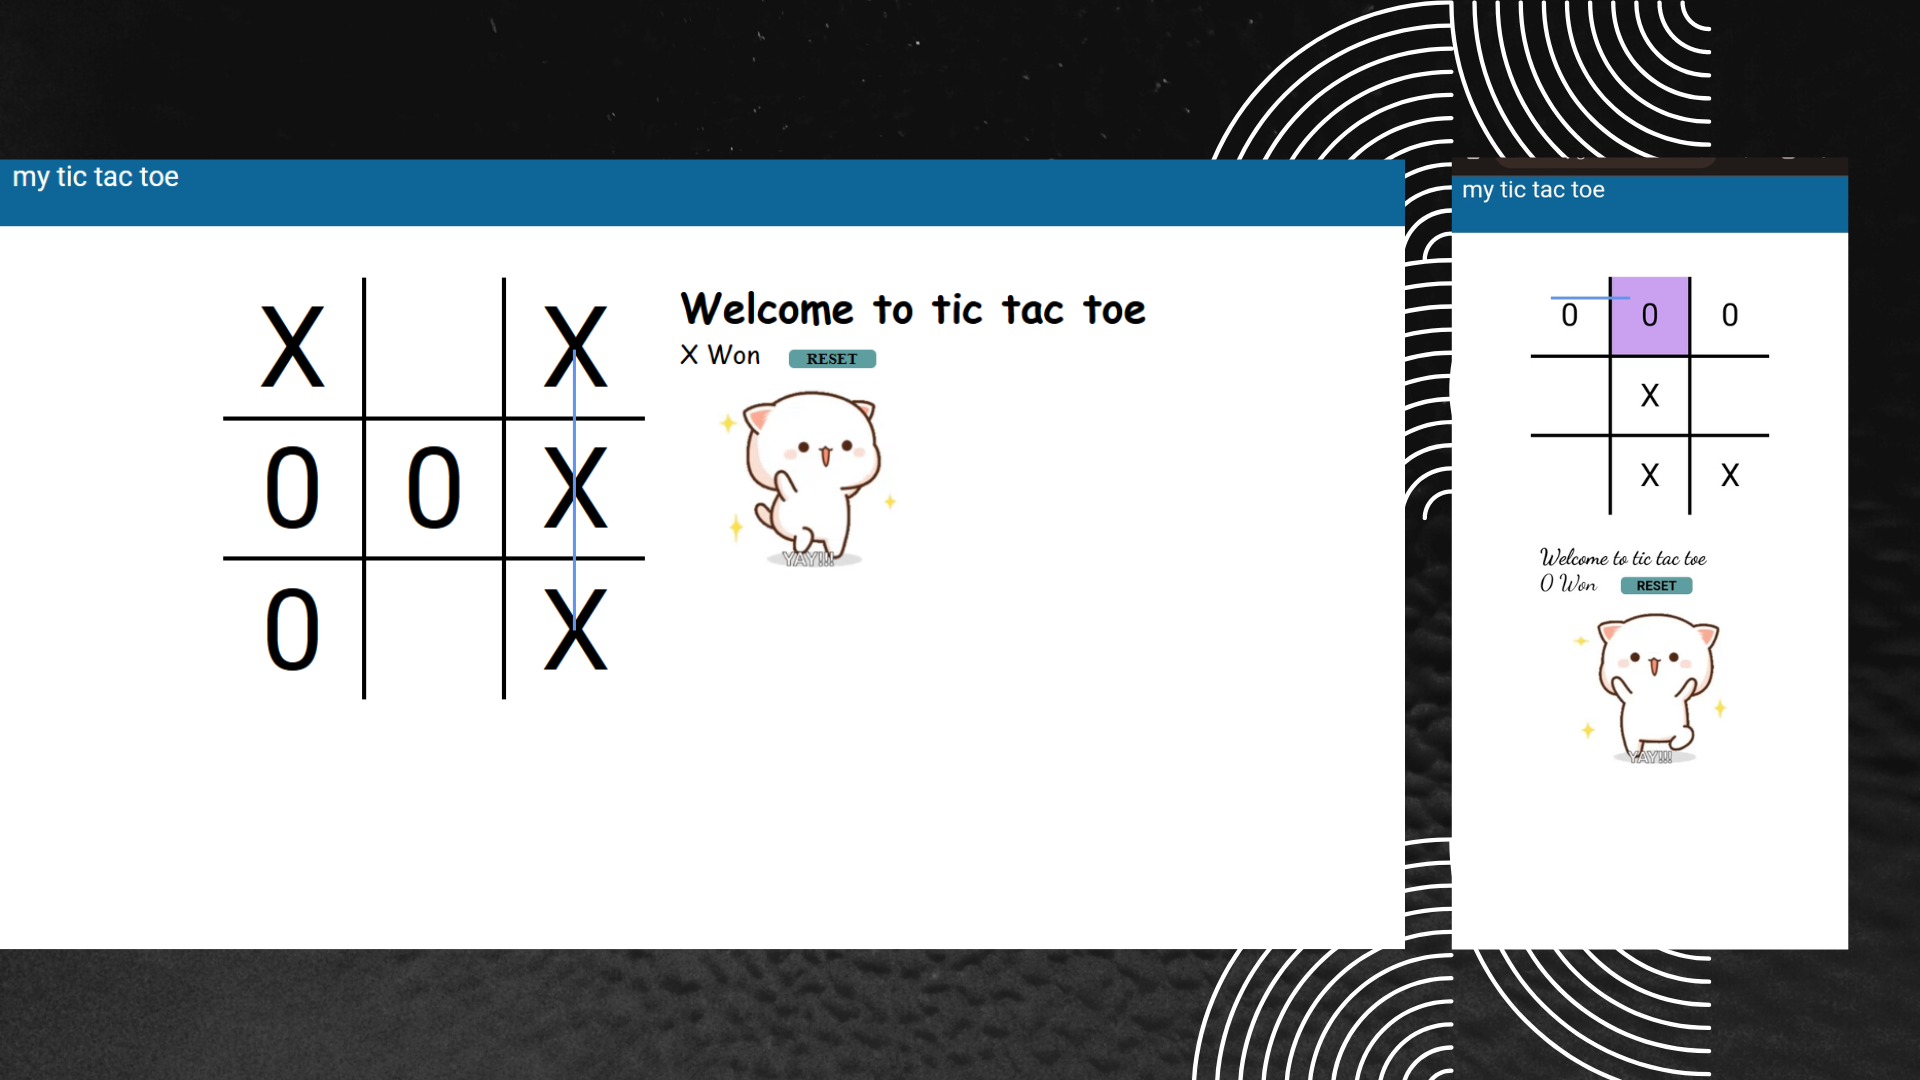 my tic tac toe
X X
0 0 X
0 X
Welcome to tic tac toe
X Won RESET
YAY!!!
my tic tac toe
0 0 0
X
X X
Welcome to tic tac toe
O Won RESET
YAY!!!